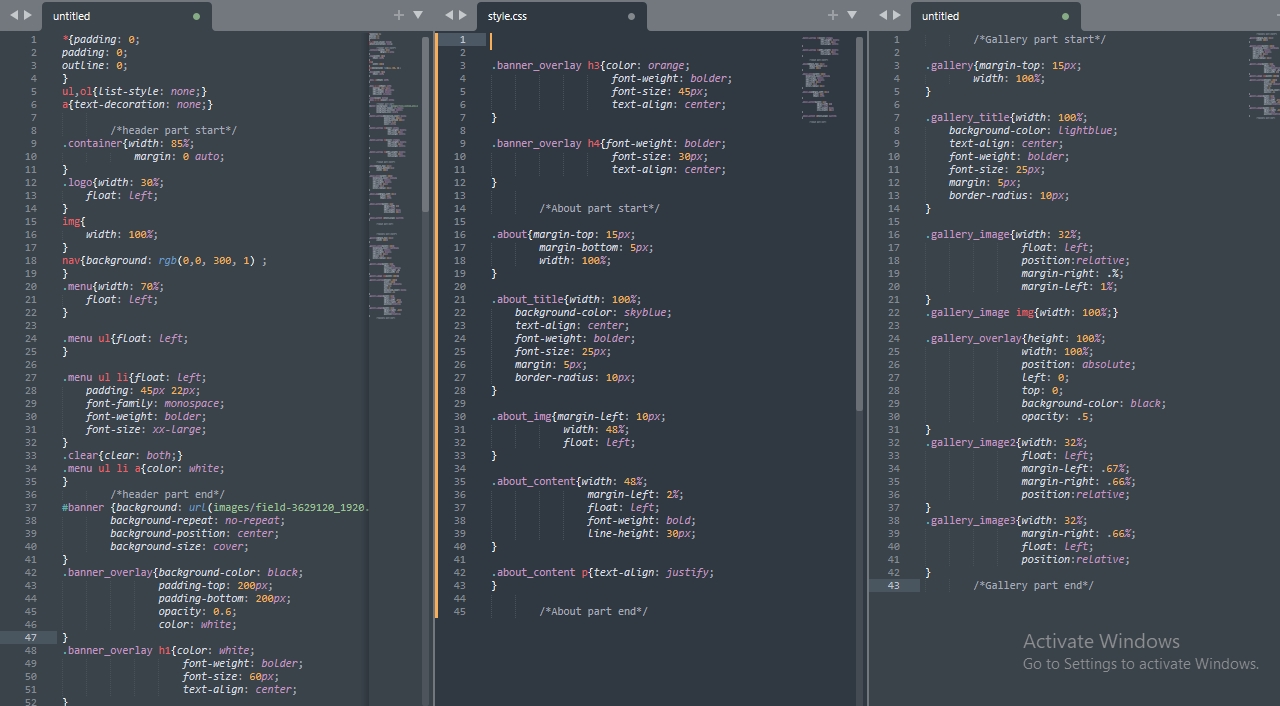 untitled
1 *{padding: 0;
2 padding: 0;
3 outline: 0;
4 }
5 ul,ol{list-style: none;}
6 a{text-decoration: none;}
7
8 /*header part start*/
9 .container{width: 85%;
10 margin: 0 auto;
11 }
12 .logo{width: 30%;
13 float: left;
14 }
15 img{
16 width: 100%;
17 }
18 nav{background: rgb(0,0, 300, 1) ;
19 }
20 .menu{width: 70%;
21 float: left;
22 }
23
24 .menu ul{float: left;
25 }
26
27 .menu ul li{float: left;
28 padding: 45px 22px;
29 font-family: monospace;
30 font-weight: bolder;
31 font-size: xx-large;
32 }
33 .clear{clear: both;}
34 .menu ul li a{color: white;
35 }
36 /*header part end*/
37 #banner {background: url(images/field-3629120_1920.
38 background-repeat: no-repeat;
39 background-position: center;
40 background-size: cover;
41 }
42 .banner_overlay{background-color: black;
43 padding-top: 200px;
44 padding-bottom: 200px;
45 opacity: 0.6;
46 color: white;
47 }
48 .banner_overlay h1{color: white;
49 font-weight: bolder;
50 font-size: 60px;
51 text-align: center;
52 }
style.css
1
2
3 .banner_overlay h3{color: orange;
4 font-weight: bolder;
5 font-size: 45px;
6 text-align: center;
7 }
8
9 .banner_overlay h4{font-weight: bolder;
10 font-size: 30px;
11 text-align: center;
12 }
13
14 /*About part start*/
15
16 .about{margin-top: 15px;
17 margin-bottom: 5px;
18 width: 100%;
19 }
20
21 .about_title{width: 100%;
22 background-color: skyblue;
23 text-align: center;
24 font-weight: bolder;
25 font-size: 25px;
26 margin: 5px;
27 border-radius: 10px;
28 }
29
30 .about_img{margin-left: 10px;
31 width: 48%;
32 float: left;
33 }
34
35 .about_content{width: 48%;
36 margin-left: 2%;
37 float: left;
38 font-weight: bold;
39 line-height: 30px;
40 }
41
42 .about_content p{text-align: justify;
43 }
44
45 /*About part end*/
untitled
1 /*Gallery part start*/
2
3 .gallery{margin-top: 15px;
4 width: 100%;
5 }
6
7 .gallery_title{width: 100%;
8 background-color: lightblue;
9 text-align: center;
10 font-weight: bolder;
11 font-size: 25px;
12 margin: 5px;
13 border-radius: 10px;
14 }
15
16 .gallery_image{width: 32%;
17 float: left;
18 position:relative;
19 margin-right: .%;
20 margin-left: 1%;
21 }
22 .gallery_image img{width: 100%;}
23
24 .gallery_overlay{height: 100%;
25 width: 100%;
26 position: absolute;
27 left: 0;
28 top: 0;
29 background-color: black;
30 opacity: .5;
31 }
32 .gallery_image2{width: 32%;
33 float: left;
34 margin-left: .67%;
35 margin-right: .66%;
36 position:relative;
37 }
38 .gallery_image3{width: 32%;
39 margin-right: .66%;
40 float: left;
41 position:relative;
42 }
43 /*Gallery part end*/
Activate Windows
Go to Settings to activate Windows.